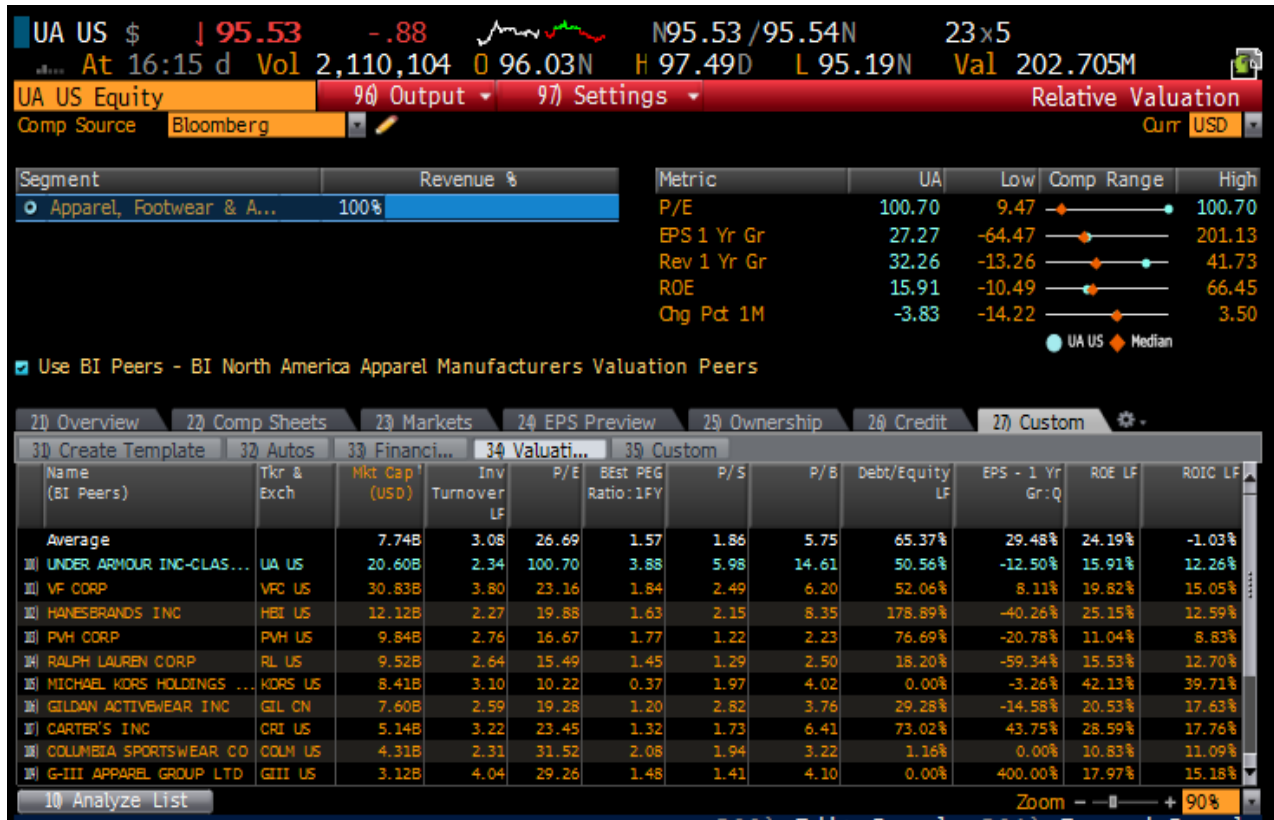 UA US $ ↓ 95.53 -.88 N95.53/95.54N 23x5
At 16:15 d Vol 2,110,104 O 96.03N H 97.49D L 95.19N Val 202.705M
UA US Equity 96) Output 97) Settings Relative Valuation
Comp Source Bloomberg Curr USD
Segment Revenue % Metric UA Low Comp Range High
Apparel, Footwear & A... 100% P/E 100.70 9.47 100.70
EPS 1 Yr Gr 27.27 -64.47 201.13
Rev 1 Yr Gr 32.26 -13.26 41.73
ROE 15.91 -10.49 66.45
Chg Pct 1M -3.83 -14.22 3.50
UA US Median
Use BI Peers - BI North America Apparel Manufacturers Valuation Peers
21) Overview 22) Comp Sheets 23) Markets 24) EPS Preview 25) Ownership 26) Credit 27) Custom
31) Create Template 32) Autos 33) Financi... 34) Valuati... 35) Custom
Name Tkr & Mkt Cap Inv P/E BEst PEG P/S P/B Debt/Equity EPS - 1 Yr ROE LF ROIC LF
(BI Peers) Exch (USD) Turnover Ratio:1FY LF Gr:Q
LF
Average 7.74B 3.08 26.69 1.57 1.86 5.75 65.37% 29.48% 24.19% -1.03%
100) UNDER ARMOUR INC-CLAS... UA US 20.60B 2.34 100.70 3.88 5.98 14.61 50.56% -12.50% 15.91% 12.26%
101) VF CORP VFC US 30.83B 3.80 23.16 1.84 2.49 6.20 52.06% 8.11% 19.82% 15.05%
102) HANESBRANDS INC HBI US 12.12B 2.27 19.88 1.63 2.15 8.35 178.89% -40.26% 25.15% 12.59%
103) PVH CORP PVH US 9.84B 2.76 16.67 1.77 1.22 2.23 76.69% -20.78% 11.04% 8.83%
104) RALPH LAUREN CORP RL US 9.52B 2.64 15.49 1.45 1.29 2.50 18.20% -59.34% 15.53% 12.70%
105) MICHAEL KORS HOLDINGS ... KORS US 8.41B 3.10 10.22 0.37 1.97 4.02 0.00% -3.26% 42.13% 39.71%
106) GILDAN ACTIVEWEAR INC GIL CN 7.60B 2.59 19.28 1.20 2.82 3.76 29.28% -14.58% 20.53% 17.63%
107) CARTER'S INC CRI US 5.14B 3.22 23.45 1.32 1.73 6.41 73.02% 43.75% 28.59% 17.76%
108) COLUMBIA SPORTSWEAR CO COLM US 4.31B 2.31 31.52 2.08 1.94 3.22 1.16% 0.00% 10.83% 11.09%
109) G-III APPAREL GROUP LTD GIII US 3.12B 4.04 29.26 1.48 1.41 4.10 0.00% 400.00% 17.97% 15.18%
10) Analyze List Zoom - + 90%